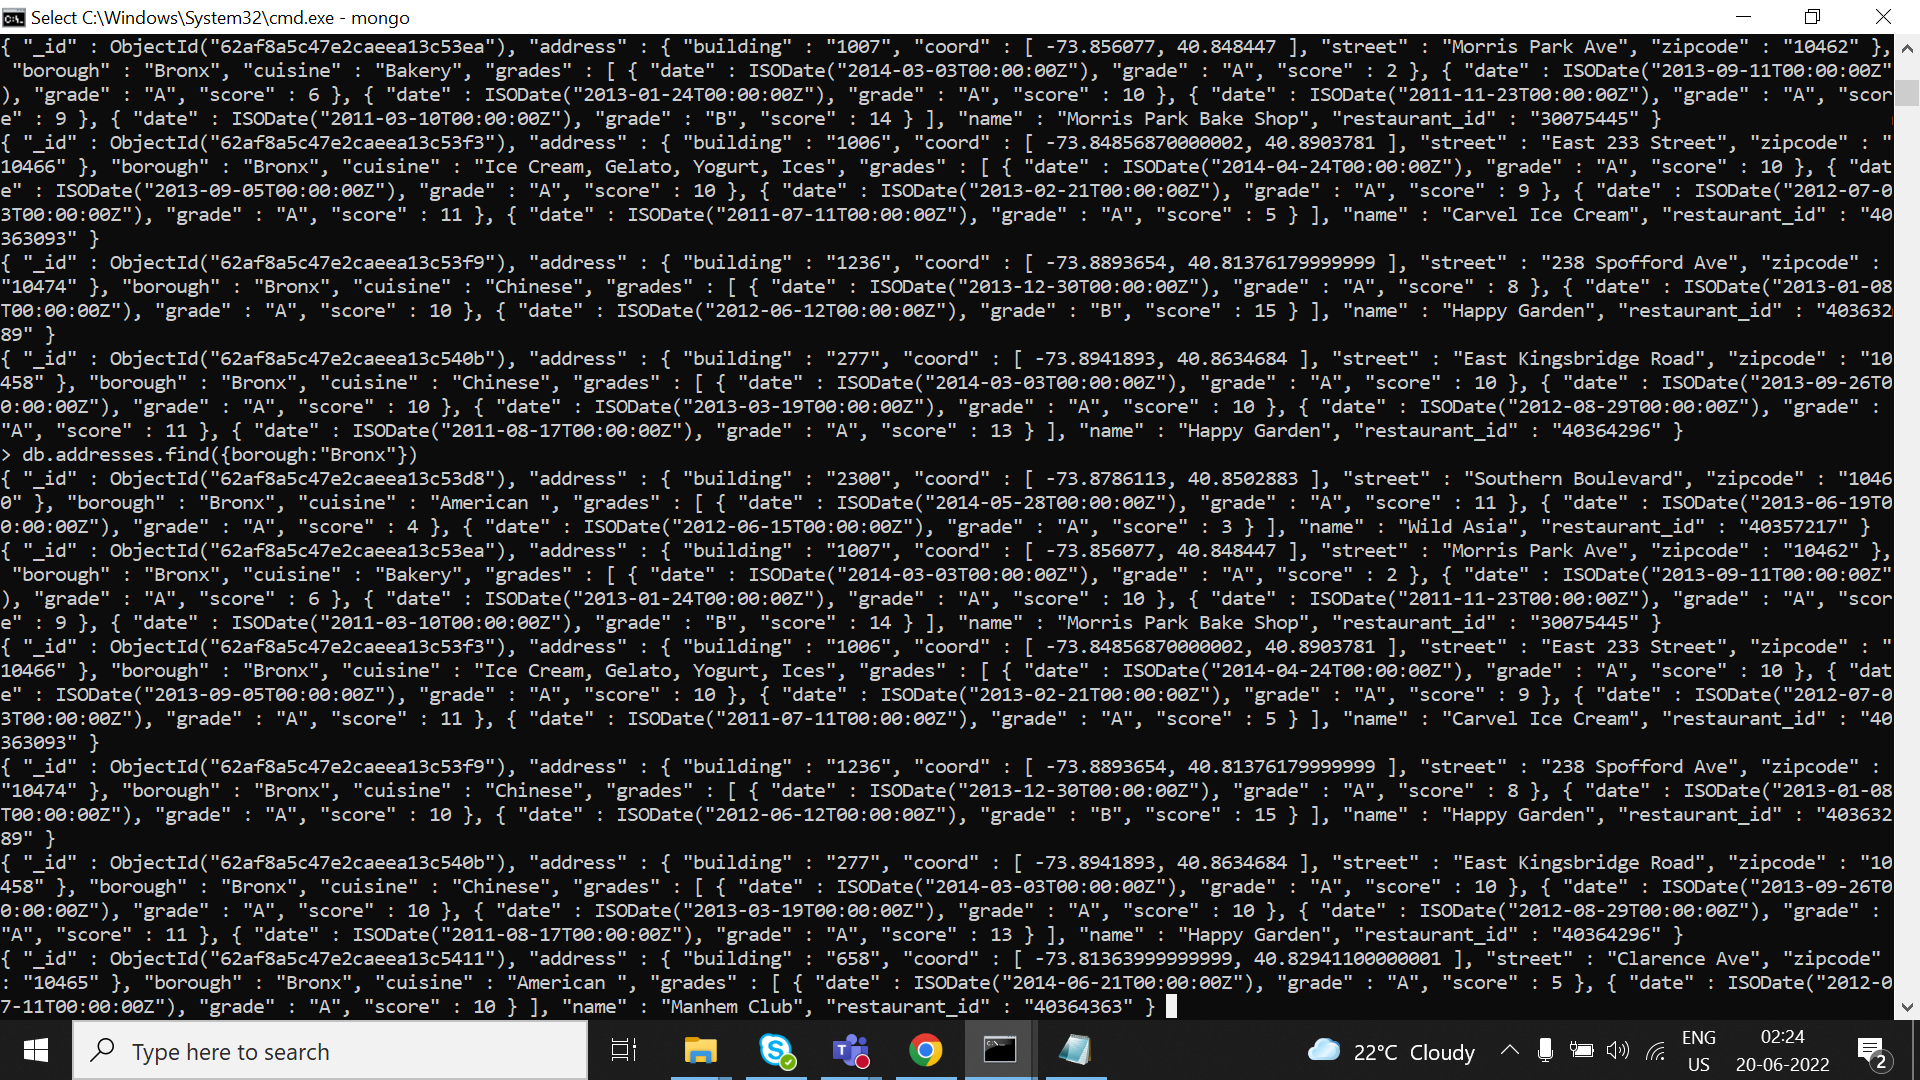 Select C:\Windows\System32\cmd.exe - mongo
{ "_id" : ObjectId("62af8a5c47e2caeea13c53ea"), "address" : { "building" : "1007", "coord" : [ -73.856077, 40.848447 ], "street" : "Morris Park Ave", "zipcode" : "10462" },
"borough" : "Bronx", "cuisine" : "Bakery", "grades" : [ { "date" : ISODate("2014-03-03T00:00:00Z"), "grade" : "A", "score" : 2 }, { "date" : ISODate("2013-09-11T00:00:00Z"
), "grade" : "A", "score" : 6 }, { "date" : ISODate("2013-01-24T00:00:00Z"), "grade" : "A", "score" : 10 }, { "date" : ISODate("2011-11-23T00:00:00Z"), "grade" : "A", "scor
e" : 9 }, { "date" : ISODate("2011-03-10T00:00:00Z"), "grade" : "B", "score" : 14 } ], "name" : "Morris Park Bake Shop", "restaurant_id" : "30075445" }
{ "_id" : ObjectId("62af8a5c47e2caeea13c53f3"), "address" : { "building" : "1006", "coord" : [ -73.84856870000002, 40.8903781 ], "street" : "East 233 Street", "zipcode" : "
10466" }, "borough" : "Bronx", "cuisine" : "Ice Cream, Gelato, Yogurt, Ices", "grades" : [ { "date" : ISODate("2014-04-24T00:00:00Z"), "grade" : "A", "score" : 10 }, { "dat
e" : ISODate("2013-09-05T00:00:00Z"), "grade" : "A", "score" : 10 }, { "date" : ISODate("2013-02-21T00:00:00Z"), "grade" : "A", "score" : 9 }, { "date" : ISODate("2012-07-0
3T00:00:00Z"), "grade" : "A", "score" : 11 }, { "date" : ISODate("2011-07-11T00:00:00Z"), "grade" : "A", "score" : 5 } ], "name" : "Carvel Ice Cream", "restaurant_id" : "40
363093" }
{ "_id" : ObjectId("62af8a5c47e2caeea13c53f9"), "address" : { "building" : "1236", "coord" : [ -73.8893654, 40.81376179999999 ], "street" : "238 Spofford Ave", "zipcode" :
"10474" }, "borough" : "Bronx", "cuisine" : "Chinese", "grades" : [ { "date" : ISODate("2013-12-30T00:00:00Z"), "grade" : "A", "score" : 8 }, { "date" : ISODate("2013-01-08
T00:00:00Z"), "grade" : "A", "score" : 10 }, { "date" : ISODate("2012-06-12T00:00:00Z"), "grade" : "B", "score" : 15 } ], "name" : "Happy Garden", "restaurant_id" : "403632
89" }
{ "_id" : ObjectId("62af8a5c47e2caeea13c540b"), "address" : { "building" : "277", "coord" : [ -73.8941893, 40.8634684 ], "street" : "East Kingsbridge Road", "zipcode" : "10
458" }, "borough" : "Bronx", "cuisine" : "Chinese", "grades" : [ { "date" : ISODate("2014-03-03T00:00:00Z"), "grade" : "A", "score" : 10 }, { "date" : ISODate("2013-09-26T0
0:00:00Z"), "grade" : "A", "score" : 10 }, { "date" : ISODate("2013-03-19T00:00:00Z"), "grade" : "A", "score" : 10 }, { "date" : ISODate("2012-08-29T00:00:00Z"), "grade" :
"A", "score" : 11 }, { "date" : ISODate("2011-08-17T00:00:00Z"), "grade" : "A", "score" : 13 } ], "name" : "Happy Garden", "restaurant_id" : "40364296" }
> db.addresses.find({borough:"Bronx"})
{ "_id" : ObjectId("62af8a5c47e2caeea13c53d8"), "address" : { "building" : "2300", "coord" : [ -73.8786113, 40.8502883 ], "street" : "Southern Boulevard", "zipcode" : "1046
0" }, "borough" : "Bronx", "cuisine" : "American ", "grades" : [ { "date" : ISODate("2014-05-28T00:00:00Z"), "grade" : "A", "score" : 11 }, { "date" : ISODate("2013-06-19T0
0:00:00Z"), "grade" : "A", "score" : 4 }, { "date" : ISODate("2012-06-15T00:00:00Z"), "grade" : "A", "score" : 3 } ], "name" : "Wild Asia", "restaurant_id" : "40357217" }
{ "_id" : ObjectId("62af8a5c47e2caeea13c53ea"), "address" : { "building" : "1007", "coord" : [ -73.856077, 40.848447 ], "street" : "Morris Park Ave", "zipcode" : "10462" },
"borough" : "Bronx", "cuisine" : "Bakery", "grades" : [ { "date" : ISODate("2014-03-03T00:00:00Z"), "grade" : "A", "score" : 2 }, { "date" : ISODate("2013-09-11T00:00:00Z"
), "grade" : "A", "score" : 6 }, { "date" : ISODate("2013-01-24T00:00:00Z"), "grade" : "A", "score" : 10 }, { "date" : ISODate("2011-11-23T00:00:00Z"), "grade" : "A", "scor
e" : 9 }, { "date" : ISODate("2011-03-10T00:00:00Z"), "grade" : "B", "score" : 14 } ], "name" : "Morris Park Bake Shop", "restaurant_id" : "30075445" }
{ "_id" : ObjectId("62af8a5c47e2caeea13c53f3"), "address" : { "building" : "1006", "coord" : [ -73.84856870000002, 40.8903781 ], "street" : "East 233 Street", "zipcode" : "
10466" }, "borough" : "Bronx", "cuisine" : "Ice Cream, Gelato, Yogurt, Ices", "grades" : [ { "date" : ISODate("2014-04-24T00:00:00Z"), "grade" : "A", "score" : 10 }, { "dat
e" : ISODate("2013-09-05T00:00:00Z"), "grade" : "A", "score" : 10 }, { "date" : ISODate("2013-02-21T00:00:00Z"), "grade" : "A", "score" : 9 }, { "date" : ISODate("2012-07-0
3T00:00:00Z"), "grade" : "A", "score" : 11 }, { "date" : ISODate("2011-07-11T00:00:00Z"), "grade" : "A", "score" : 5 } ], "name" : "Carvel Ice Cream", "restaurant_id" : "40
363093" }
{ "_id" : ObjectId("62af8a5c47e2caeea13c53f9"), "address" : { "building" : "1236", "coord" : [ -73.8893654, 40.81376179999999 ], "street" : "238 Spofford Ave", "zipcode" :
"10474" }, "borough" : "Bronx", "cuisine" : "Chinese", "grades" : [ { "date" : ISODate("2013-12-30T00:00:00Z"), "grade" : "A", "score" : 8 }, { "date" : ISODate("2013-01-08
T00:00:00Z"), "grade" : "A", "score" : 10 }, { "date" : ISODate("2012-06-12T00:00:00Z"), "grade" : "B", "score" : 15 } ], "name" : "Happy Garden", "restaurant_id" : "403632
89" }
{ "_id" : ObjectId("62af8a5c47e2caeea13c540b"), "address" : { "building" : "277", "coord" : [ -73.8941893, 40.8634684 ], "street" : "East Kingsbridge Road", "zipcode" : "10
458" }, "borough" : "Bronx", "cuisine" : "Chinese", "grades" : [ { "date" : ISODate("2014-03-03T00:00:00Z"), "grade" : "A", "score" : 10 }, { "date" : ISODate("2013-09-26T0
0:00:00Z"), "grade" : "A", "score" : 10 }, { "date" : ISODate("2013-03-19T00:00:00Z"), "grade" : "A", "score" : 10 }, { "date" : ISODate("2012-08-29T00:00:00Z"), "grade" :
"A", "score" : 11 }, { "date" : ISODate("2011-08-17T00:00:00Z"), "grade" : "A", "score" : 13 } ], "name" : "Happy Garden", "restaurant_id" : "40364296" }
{ "_id" : ObjectId("62af8a5c47e2caeea13c5411"), "address" : { "building" : "658", "coord" : [ -73.81363999999999, 40.82941100000001 ], "street" : "Clarence Ave", "zipcode"
: "10465" }, "borough" : "Bronx", "cuisine" : "American ", "grades" : [ { "date" : ISODate("2014-06-21T00:00:00Z"), "grade" : "A", "score" : 5 }, { "date" : ISODate("2012-0
7-11T00:00:00Z"), "grade" : "A", "score" : 10 } ], "name" : "Manhem Club", "restaurant_id" : "40364363" }
Type here to search
22°C Cloudy
ENG
US
02:24
20-06-2022
2